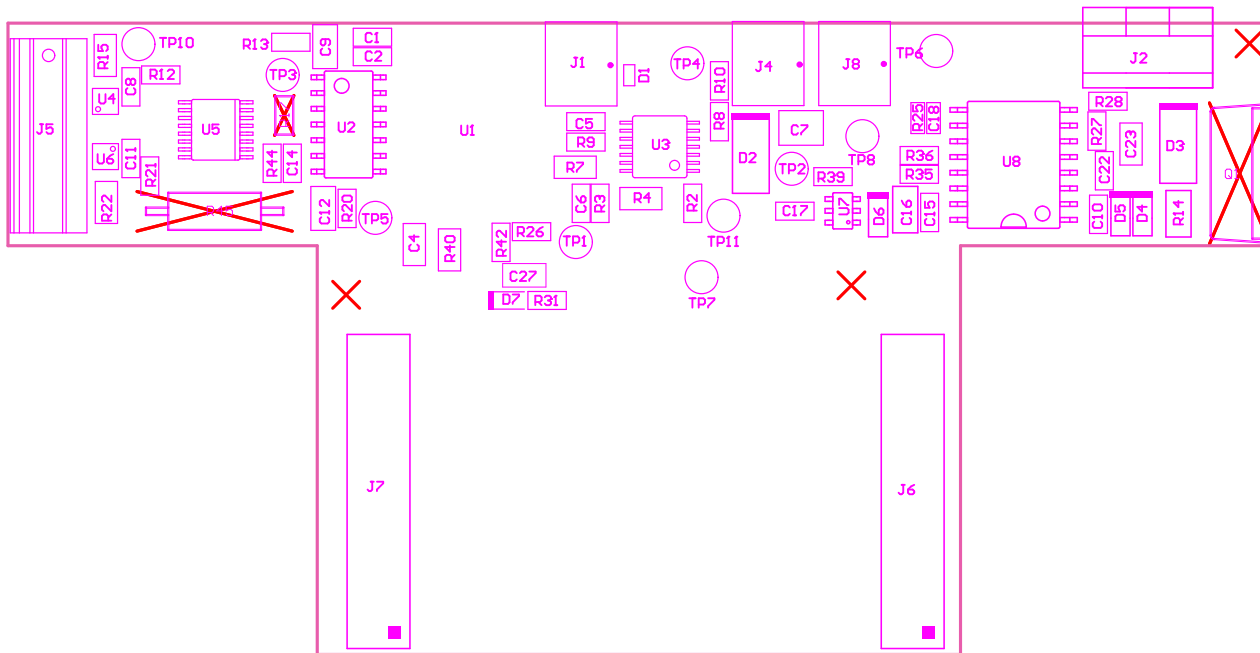 R15
TP10
R13
C9
C1
C2
J1
D1
TP4
R10
J4
J8
TP6
J2
C8
R12
TP3
U4
J5
U5
U2
U1
C5
R9
U3
R8
C7
D2
TP8
R25
C18
R28
R27
C23
D3
U8
U6
C11
R21
R44
C14
R7
TP2
R39
R36
R35
C22
R22
C12
R20
TP5
C6
R3
R4
R2
TP11
C17
U7
D6
C16
C15
C10
D5
D4
R14
C4
R40
R42
R26
TP1
C27
D7
R31
TP7
J7
J6